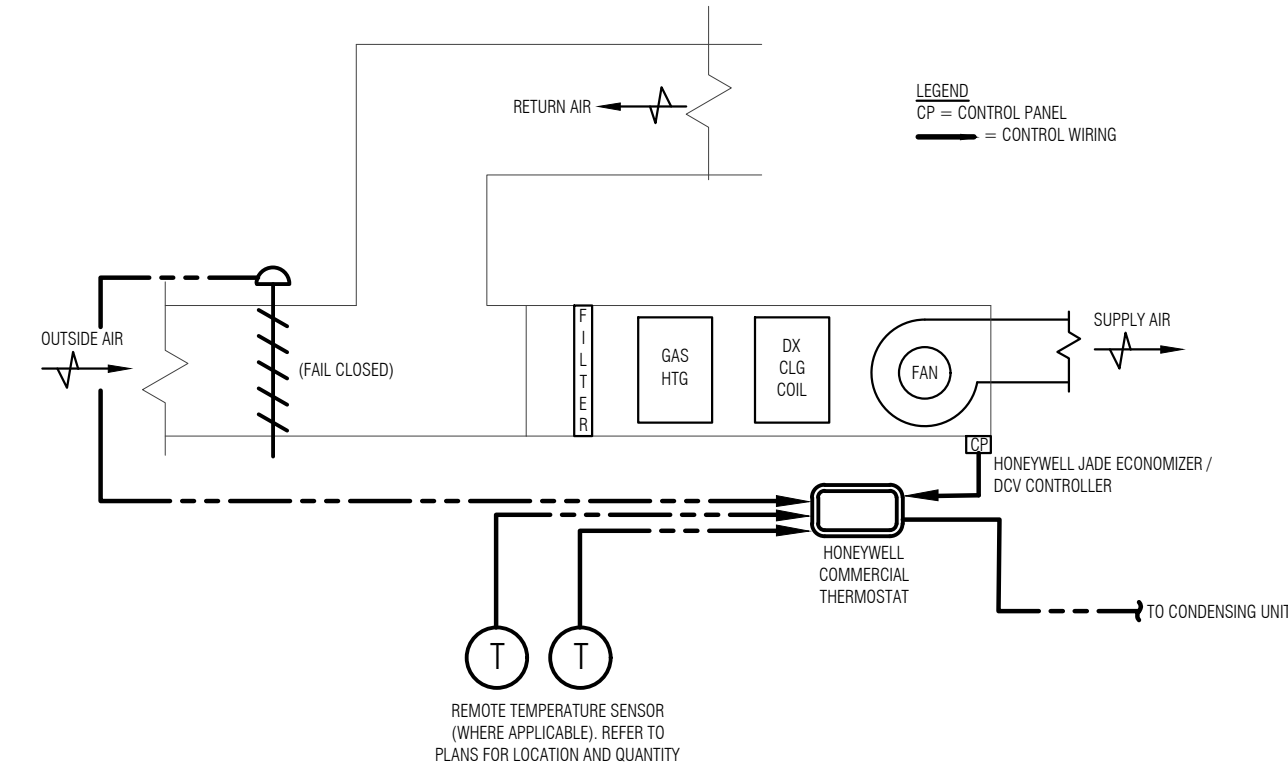 RETURN AIR
LEGEND
CP = CONTROL PANEL
= CONTROL WIRING
OUTSIDE AIR
(FAIL CLOSED)
FILTER
GAS
HTG
DX
CLG
COIL
FAN
SUPPLY AIR
CP
HONEYWELL JADE ECONOMIZER /
DCV CONTROLLER
HONEYWELL
COMMERCIAL
THERMOSTAT
TO CONDENSING UNIT
T
T
REMOTE TEMPERATURE SENSOR
(WHERE APPLICABLE). REFER TO
PLANS FOR LOCATION AND QUANTITY